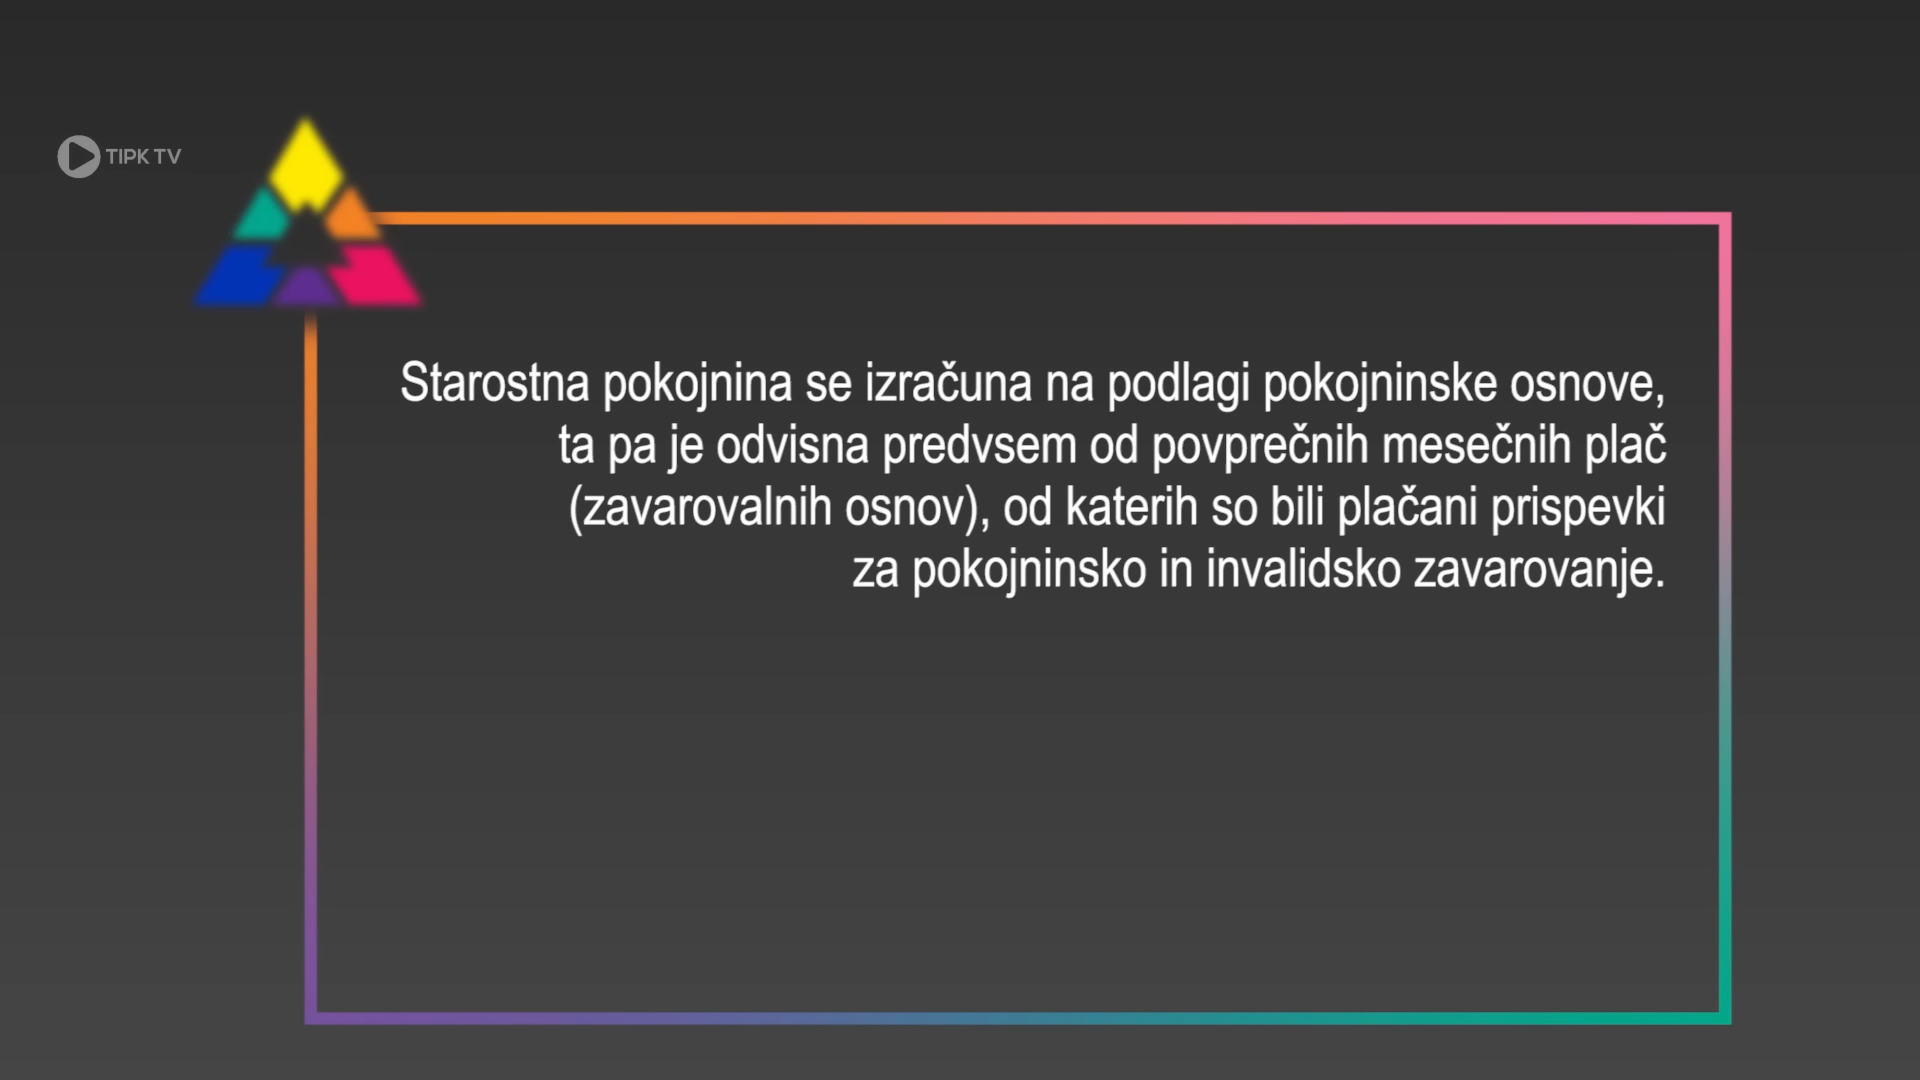 TIPK TV
Starostna pokojnina se izračuna na podlagi pokojninske osnove,
ta pa je odvisna predvsem od povprečnih mesečnih plač
(zavarovalnih osnov), od katerih so bili plačani prispevki
za pokojninsko in invalidsko zavarovanje.